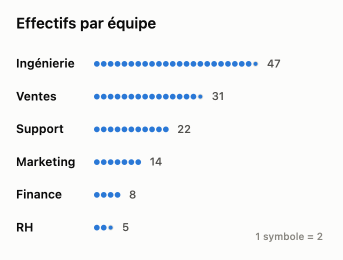 Effectifs par équipe
Ingénierie 47
Ventes 31
Support 22
Marketing 14
Finance 8
RH 5
1 symbole = 2